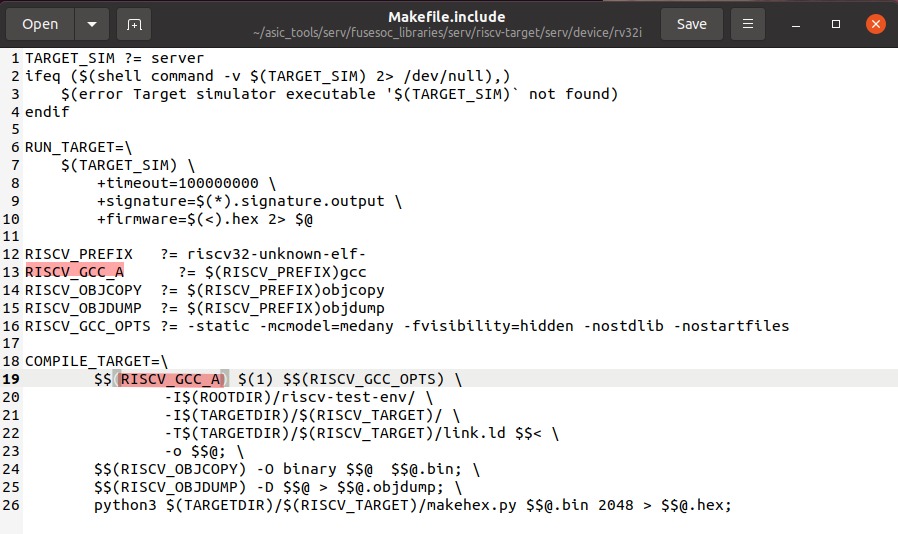 Open
Makefile.include
~/asic_tools/serv/fusesoc_libraries/serv/riscv-target/serv/device/rv32i
Save
1 TARGET_SIM ?= server
2 ifeq ($(shell command -v $(TARGET_SIM) 2> /dev/null),)
3     $(error Target simulator executable '$(TARGET_SIM)` not found)
4 endif
5
6 RUN_TARGET=\
7     $(TARGET_SIM) \
8         +timeout=100000000 \
9         +signature=$(*).signature.output \
10         +firmware=$(<).hex 2> $@
11
12 RISCV_PREFIX   ?= riscv32-unknown-elf-
13 RISCV_GCC_A      ?= $(RISCV_PREFIX)gcc
14 RISCV_OBJCOPY  ?= $(RISCV_PREFIX)objcopy
15 RISCV_OBJDUMP  ?= $(RISCV_PREFIX)objdump
16 RISCV_GCC_OPTS ?= -static -mcmodel=medany -fvisibility=hidden -nostdlib -nostartfiles
17
18 COMPILE_TARGET=\
19         $$(RISCV_GCC_A) $(1) $$(RISCV_GCC_OPTS) \
20                 -I$(ROOTDIR)/riscv-test-env/ \
21                 -I$(TARGETDIR)/$(RISCV_TARGET)/ \
22                 -T$(TARGETDIR)/$(RISCV_TARGET)/link.ld $$< \
23                 -o $$@; \
24         $$(RISCV_OBJCOPY) -O binary $$@  $$@.bin; \
25         $$(RISCV_OBJDUMP) -D $$@ > $$@.objdump; \
26         python3 $(TARGETDIR)/$(RISCV_TARGET)/makehex.py $$@.bin 2048 > $$@.hex;